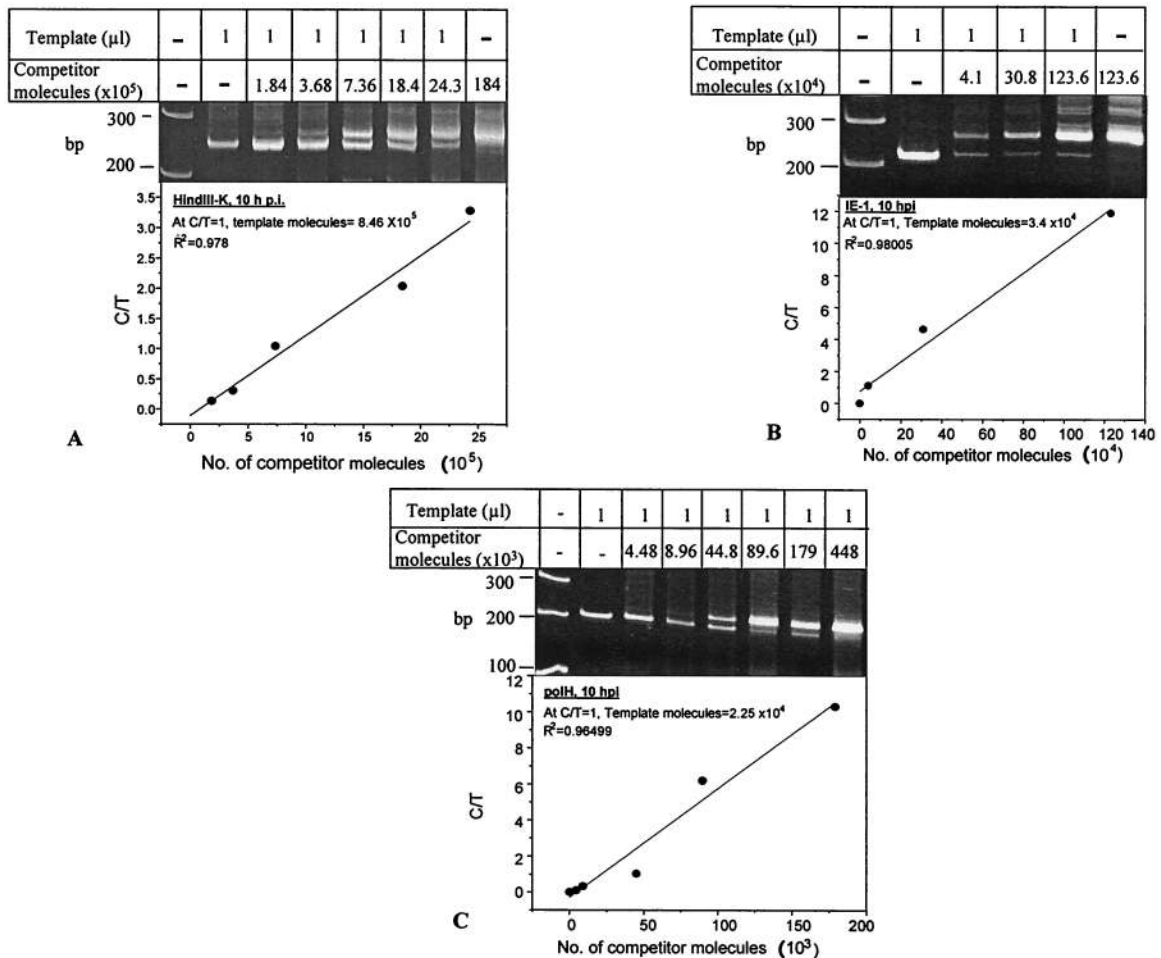 Template (µl) – 1 1 1 1 1 1 –
Competitor molecules (x10⁵) – – 1.84 3.68 7.36 18.4 24.3 184
300
bp
200
HindIII-K, 10 h p.i.
At C/T=1, template molecules= 8.46 X10⁵
R²=0.978
3.5
3.0
2.5
2.0
1.5
1.0
0.5
0.0
C/T
0 5 10 15 20 25
No. of competitor molecules (10⁵)
A
Template (µl) – 1 1 1 1 –
Competitor molecules (x10⁴) – – 4.1 30.8 123.6 123.6
300
bp
200
IE-1, 10 hpi
At C/T=1, Template molecules=3.4 x10⁴
R²=0.98005
12
10
8
6
4
2
0
C/T
0 20 40 60 80 100 120 140
No. of competitor molecules (10⁴)
B
Template (µl) - 1 1 1 1 1 1 1
Competitor molecules (x10³) - - 4.48 8.96 44.8 89.6 179 448
300
bp 200
100
polH, 10 hpi
At C/T=1, Template molecules=2.25 x10⁴
R²=0.96499
12
10
8
6
4
2
0
C/T
0 50 100 150 200
No. of competitor molecules (10³)
C